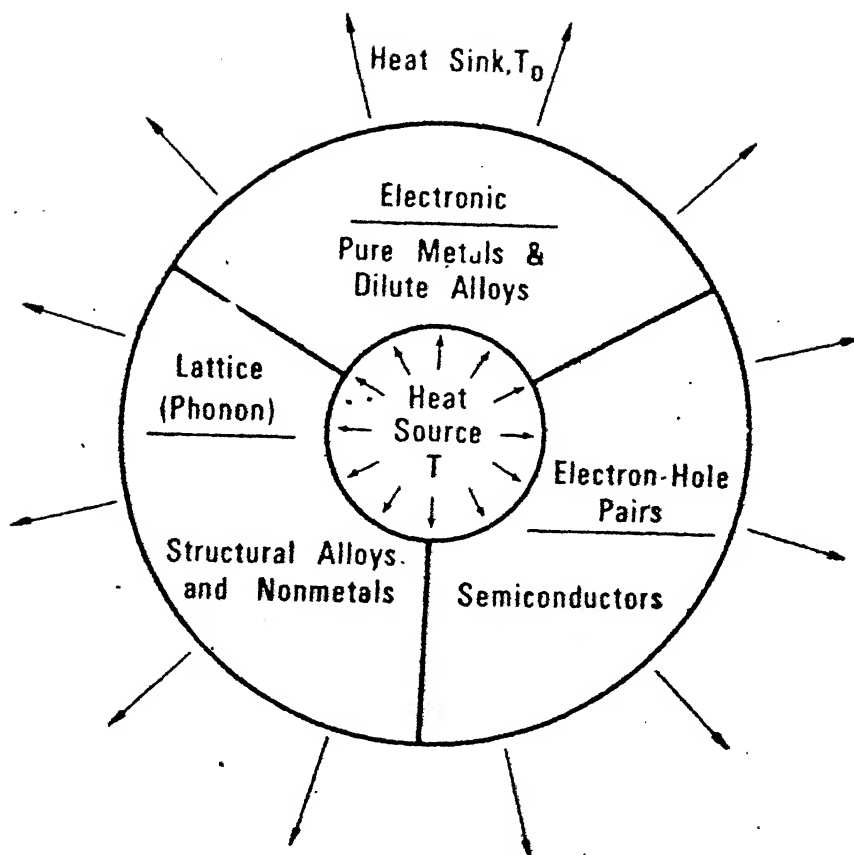 Heat Sink, T₀
Electronic
Pure Metals &
Dilute Alloys
Lattice
(Phonon)
Heat
Source
T
Electron-Hole
Pairs
Structural Alloys
and Nonmetals
Semiconductors